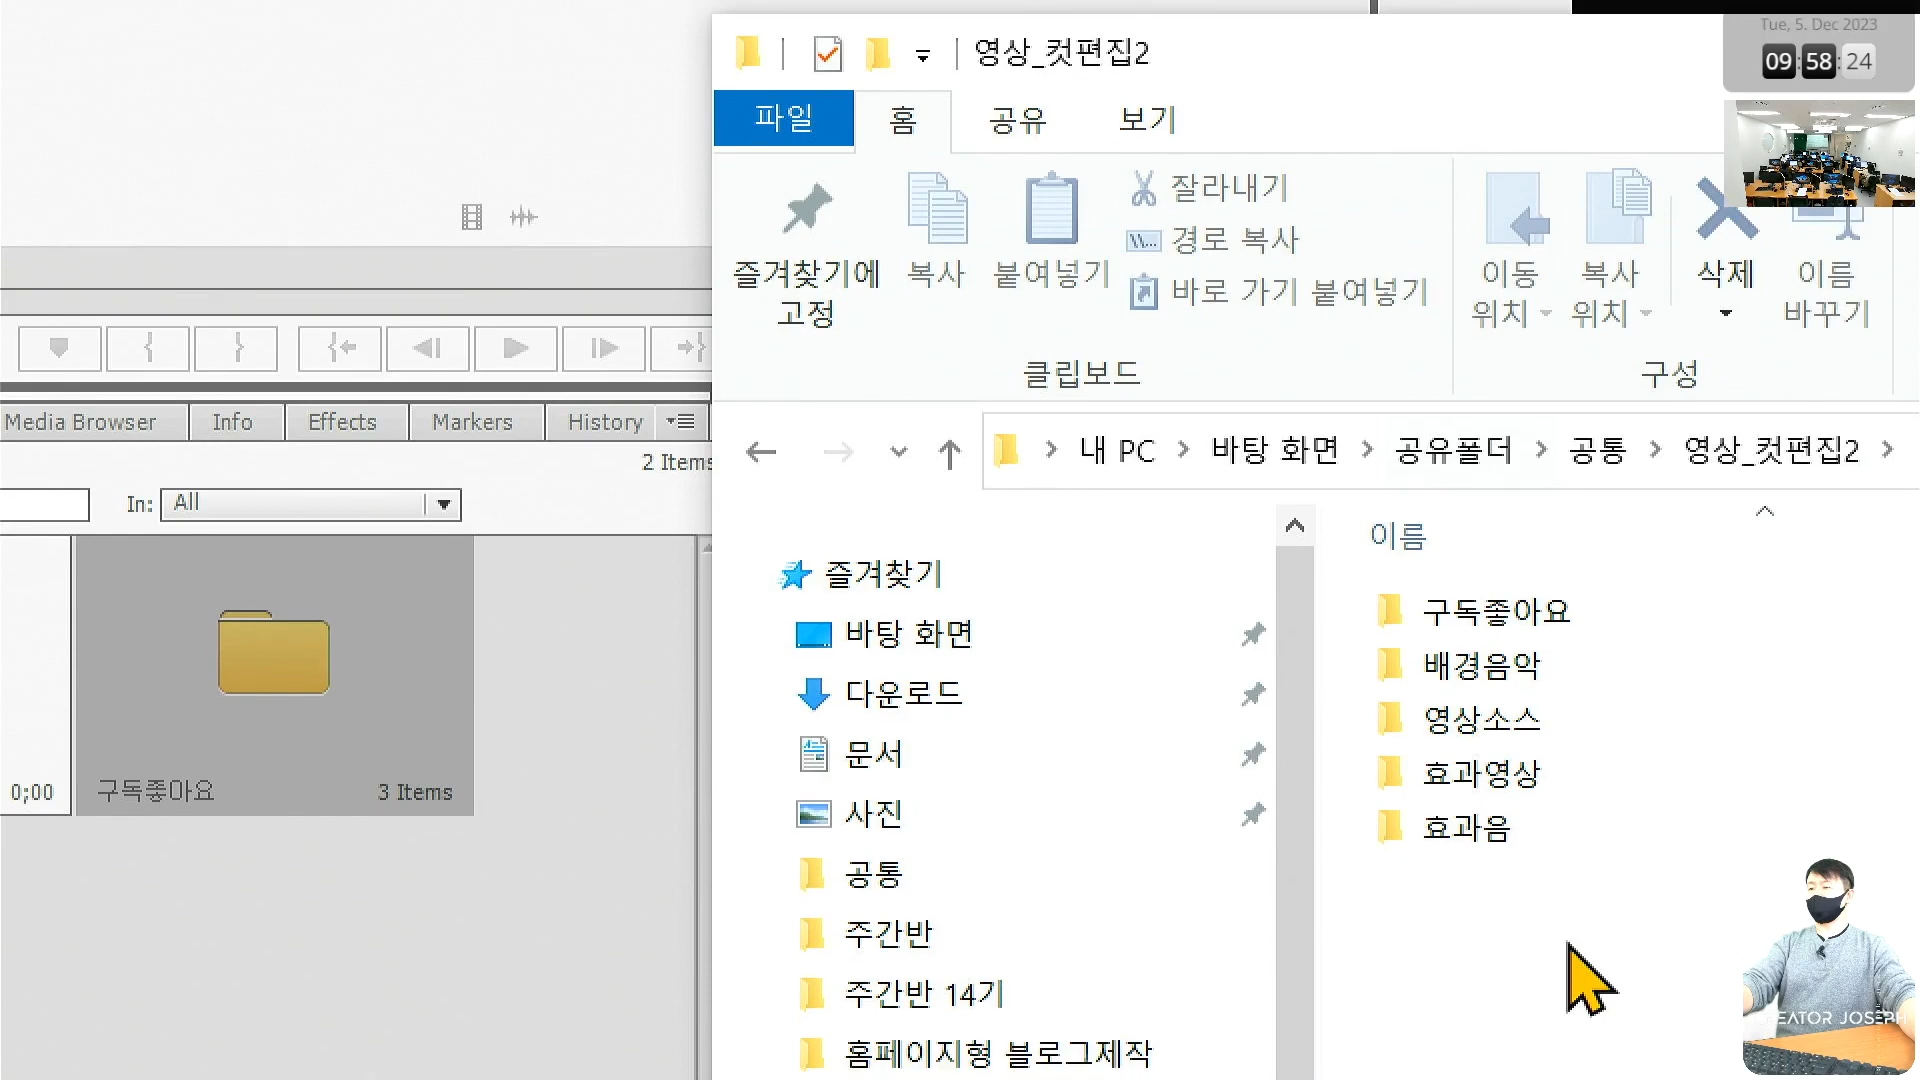 영상_컷편집2
Tue, 5. Dec 2023
09:58:24
파일 홈 공유 보기
즐겨찾기에 고정
복사
붙여넣기
잘라내기
경로 복사
바로 가기 붙여넣기
클립보드
이동 위치
복사 위치
삭제
이름 바꾸기
구성
Media Browser Info Effects Markers History
2 Items
In: All
0;00
구독좋아요 3 Items
내 PC 바탕 화면 공유폴더 공통 영상_컷편집2
즐겨찾기
바탕 화면
다운로드
문서
사진
공통
주간반
주간반 14기
홈페이지형 블로그제작
이름
구독좋아요
배경음악
영상소스
효과영상
효과음
CREATOR JOSEPH